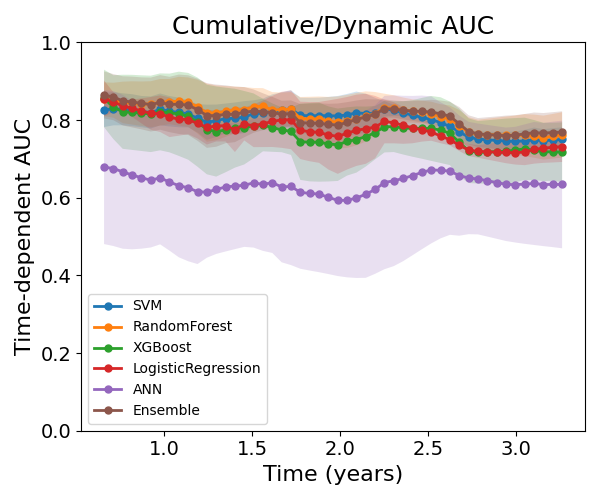 Cumulative/Dynamic AUC
Time-dependent AUC
1.0
0.8
0.6
0.4
0.2
0.0
SVM
RandomForest
XGBoost
LogisticRegression
ANN
Ensemble
1.0 1.5 2.0 2.5 3.0
Time (years)